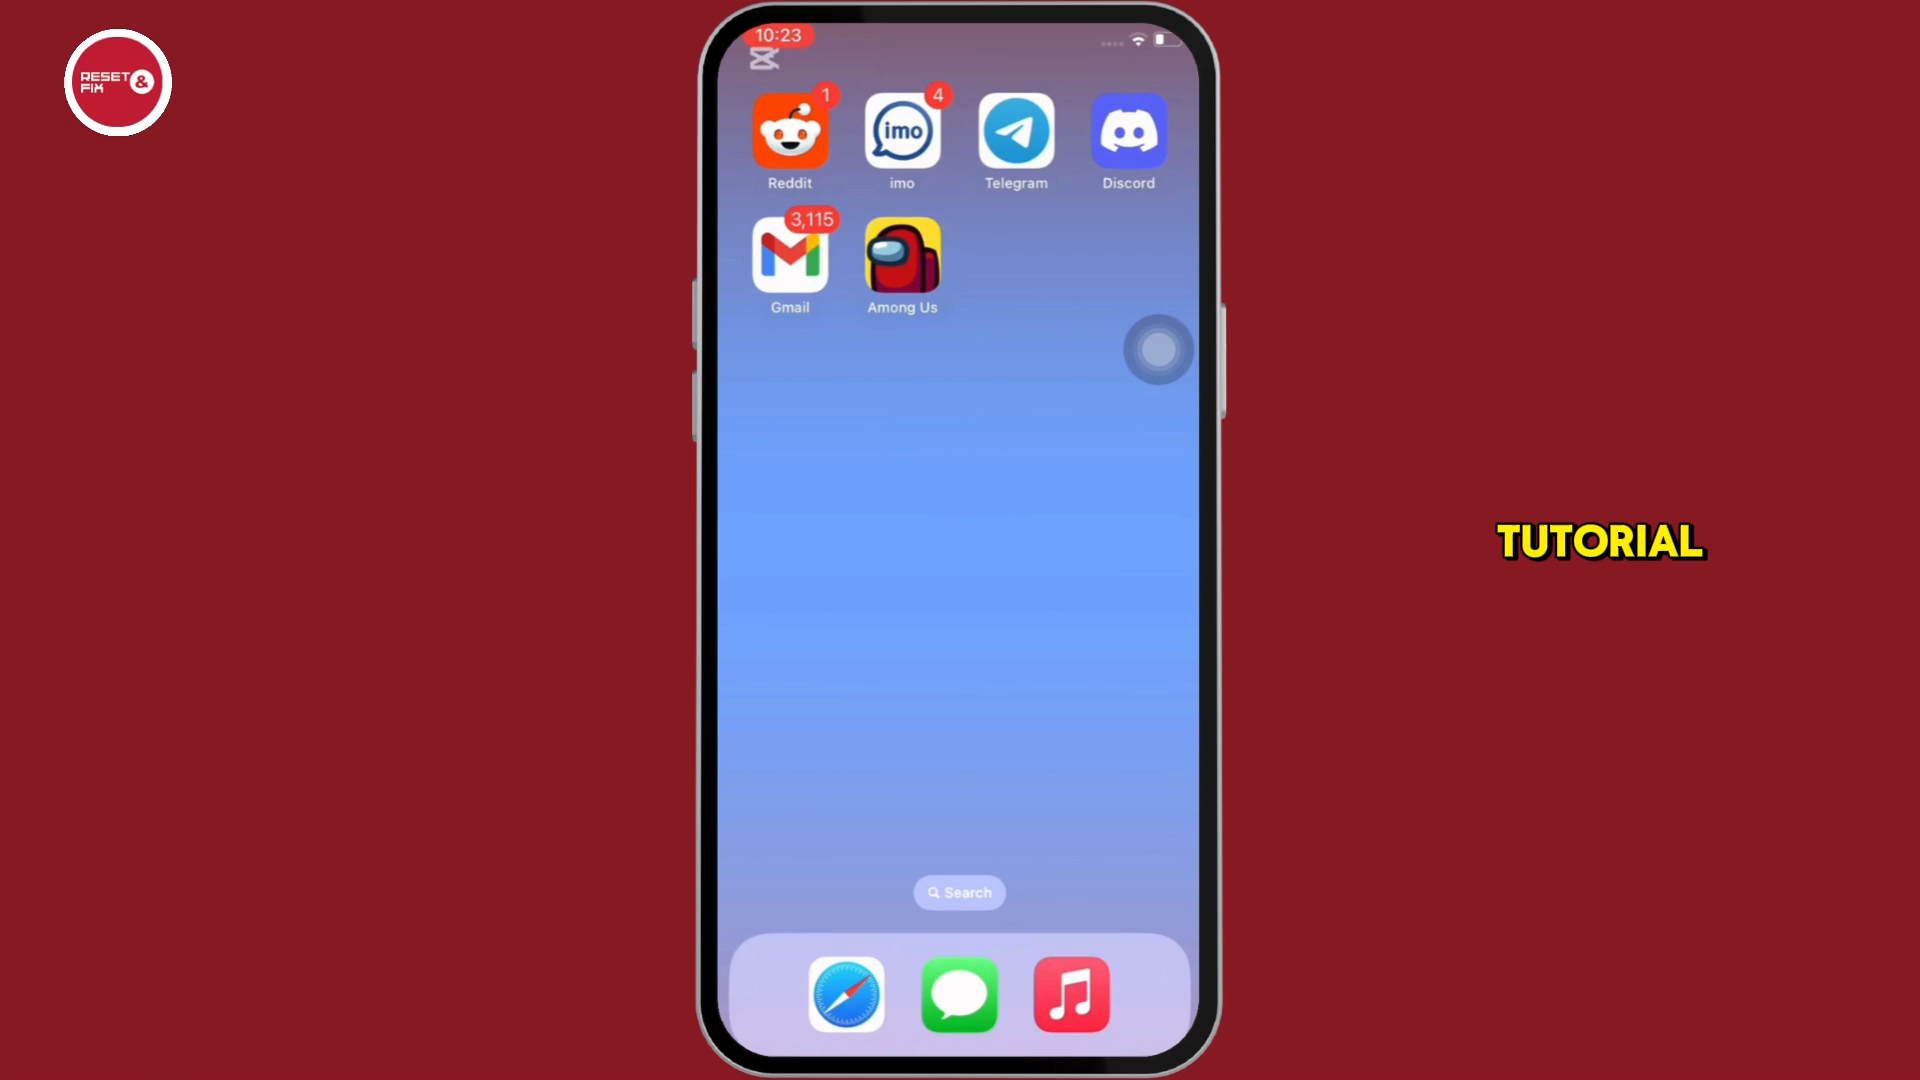 RESET &
FIX
10:23
1
4
imo
Reddit
imo
Telegram
Discord
3,115
Gmail
Among Us
TUTORIAL
Search